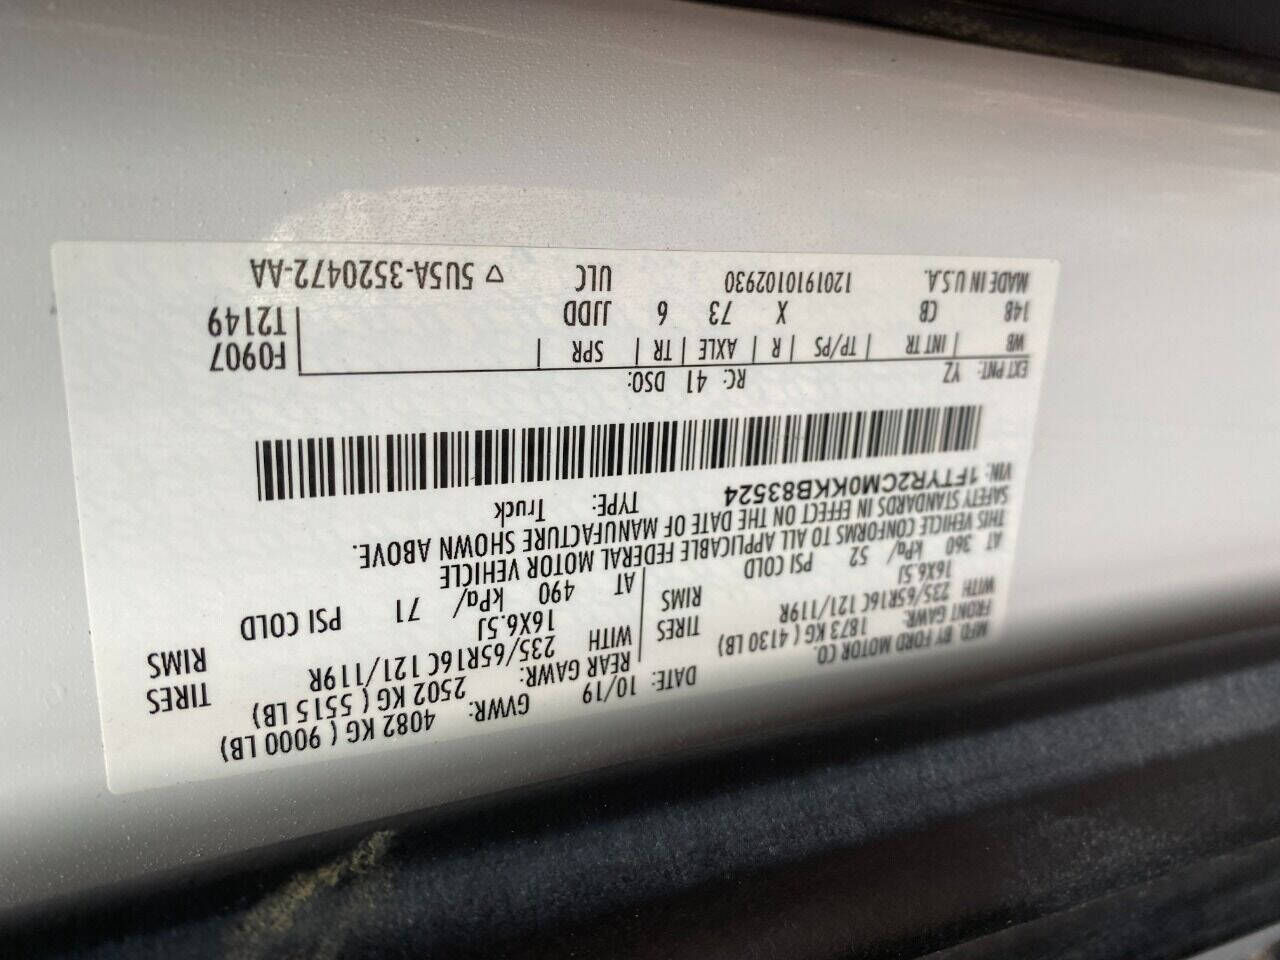 MFD. BY FORD MOTOR CO.
DATE: 10/19 GVWR: 4082 KG ( 9000 LB)
FRONT GAWR: 1873 KG ( 4130 LB) REAR GAWR: 2502 KG ( 5515 LB)
WITH 235/65R16C 121/119R TIRES WITH 235/65R16C 121/119R TIRES
16X6.5J RIMS 16X6.5J RIMS
AT 360 kPa/ 52 PSI COLD AT 490 kPa/ 71 PSI COLD
THIS VEHICLE CONFORMS TO ALL APPLICABLE FEDERAL MOTOR VEHICLE
SAFETY STANDARDS IN EFFECT ON THE DATE OF MANUFACTURE SHOWN ABOVE.
VIN: 1FTYR2CM0KKB83524 TYPE: Truck
EXT PNT: YZ RC: 41 DSO:
WB | INT TR | TP/PS | R | AXLE | TR | SPR | F0907
148 CB X 73 6 JJDD T2149
MADE IN U.S.A. 1201910102930 ULC ▽ 5U5A-3520472-AA